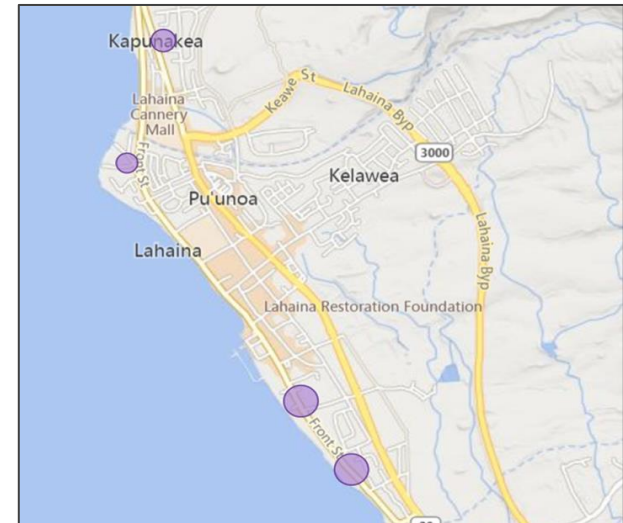 Kapunakea
Lahaina
Cannery
Mall
Keawe St
Lahaina Byp
3000
Front St
Kelawea
Pu'unoa
Lahaina Byp
Lahaina
Lahaina Restoration Foundation
Front St